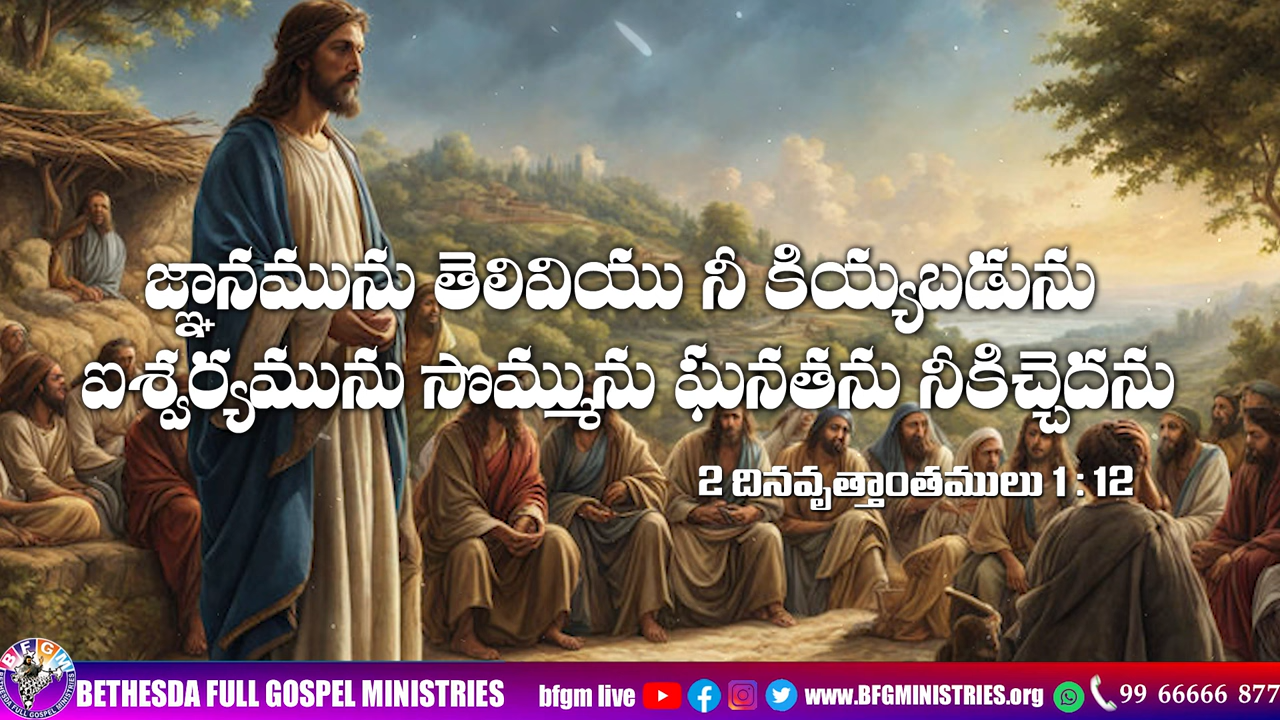 జ్ఞానమును తెలివియు నీ కియ్యబడును
ఐశ్వర్యమును సొమ్మును ఘనతను నీకిచ్చెదను
2 దినవృత్తాంతములు 1 : 12
BFGM
BETHESDA FULL GOSPEL MINISTRIES
bfgm live
www.BFGMINISTRIES.org
99 66666 877